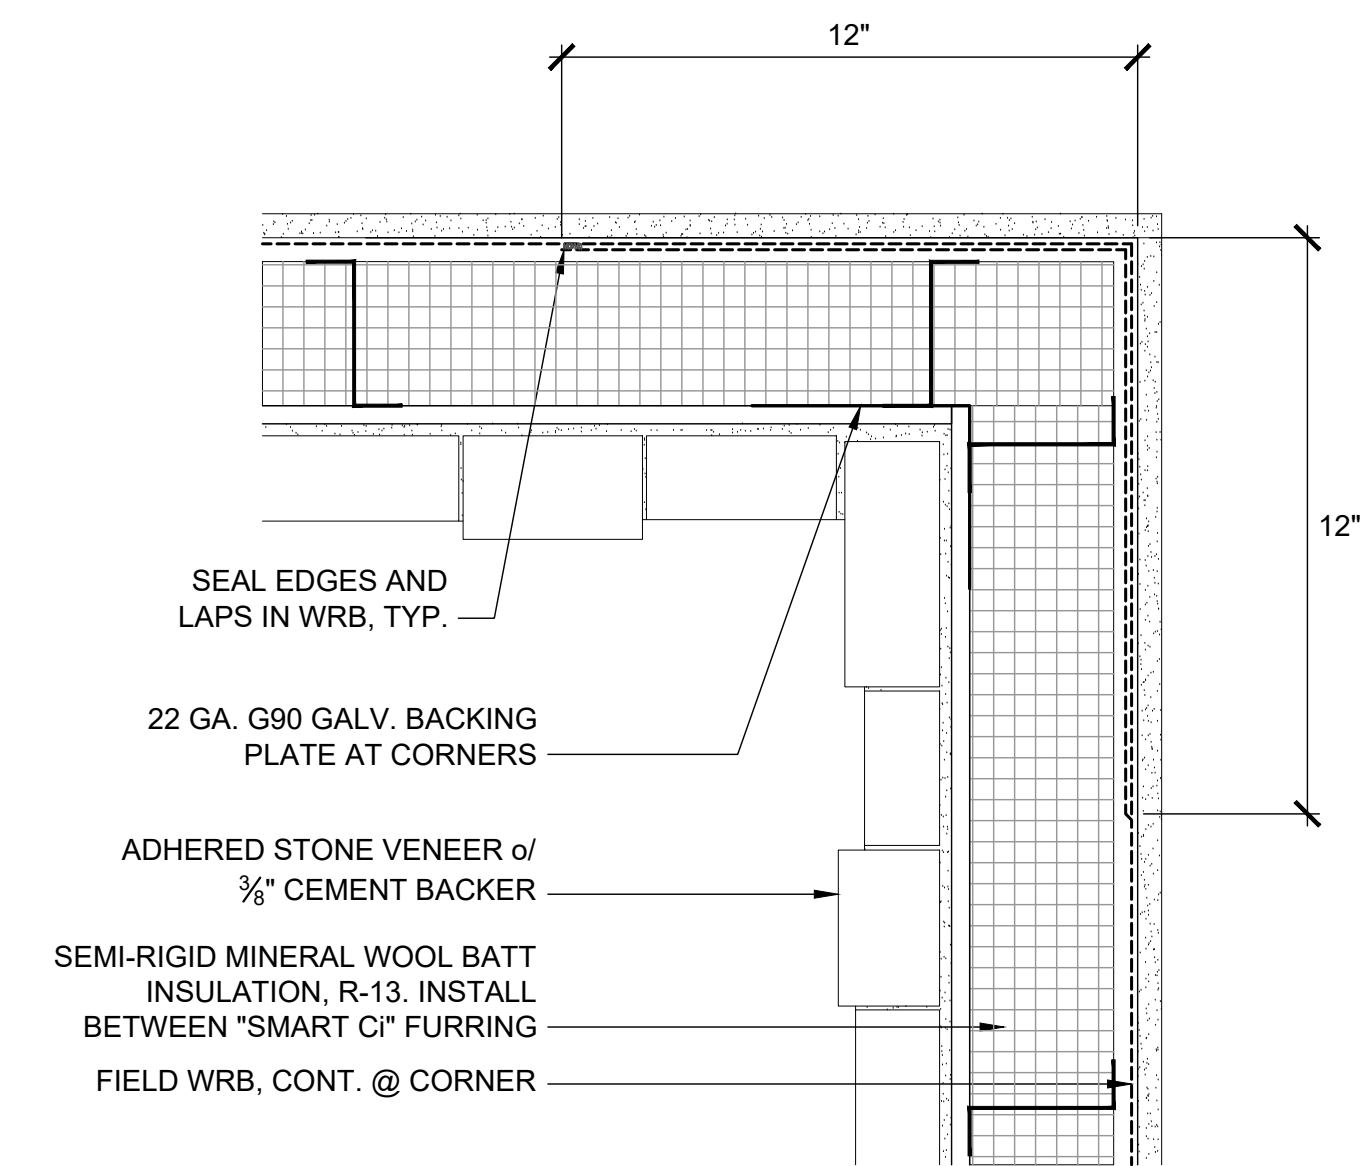 12"
12"
SEAL EDGES AND
LAPS IN WRB, TYP.
22 GA. G90 GALV. BACKING
PLATE AT CORNERS
ADHERED STONE VENEER o/
⅜" CEMENT BACKER
SEMI-RIGID MINERAL WOOL BATT
INSULATION, R-13. INSTALL
BETWEEN "SMART Ci" FURRING
FIELD WRB, CONT. @ CORNER